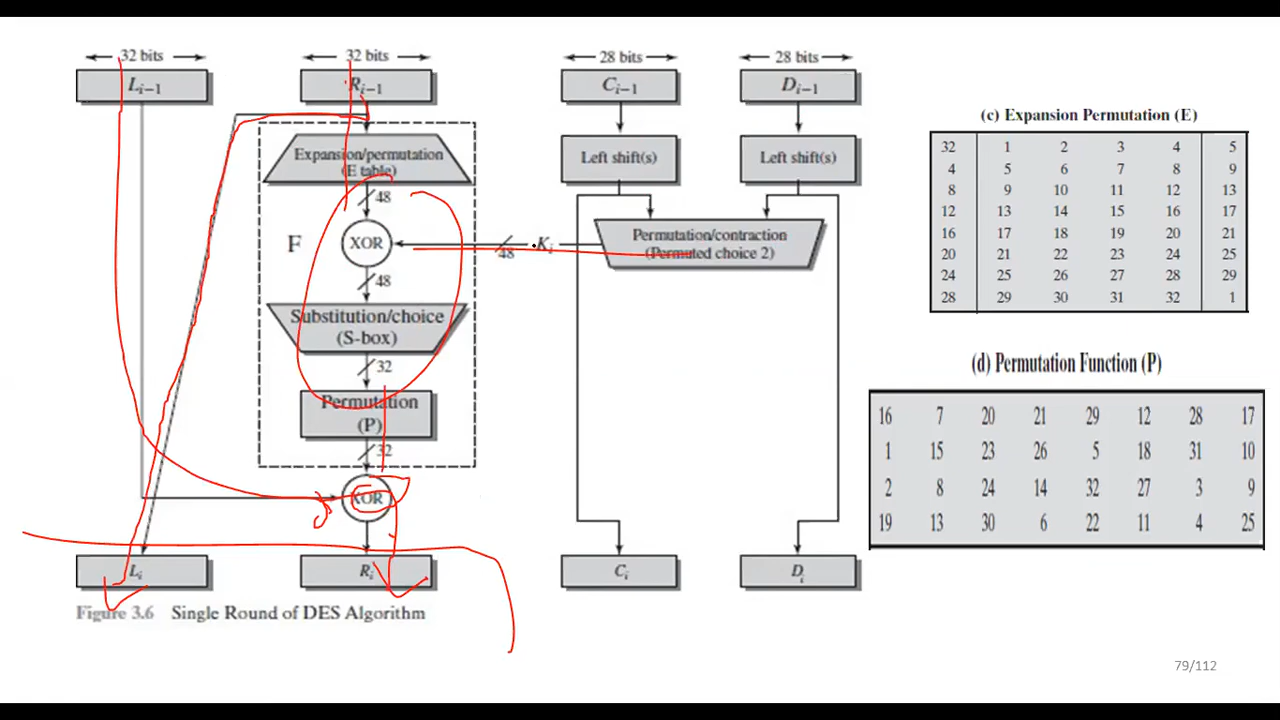 32 bits 32 bits 28 bits 28 bits
Li−1 Ri−1 Ci−1 Di−1
(c) Expansion Permutation (E)
Expansion/permutation
(E table)
Left shift(s) Left shift(s)
48
F XOR
48 Ki
Permutation/contraction
(Permuted choice 2)
48
Substitution/choice
(S-box)
32
Permutation
(P)
32
XOR
Li Ri Ci Di
Figure 3.6 Single Round of DES Algorithm
32 1 2 3 4 5
4 5 6 7 8 9
8 9 10 11 12 13
12 13 14 15 16 17
16 17 18 19 20 21
20 21 22 23 24 25
24 25 26 27 28 29
28 29 30 31 32 1
(d) Permutation Function (P)
16 7 20 21 29 12 28 17
1 15 23 26 5 18 31 10
2 8 24 14 32 27 3 9
19 13 30 6 22 11 4 25
79/112